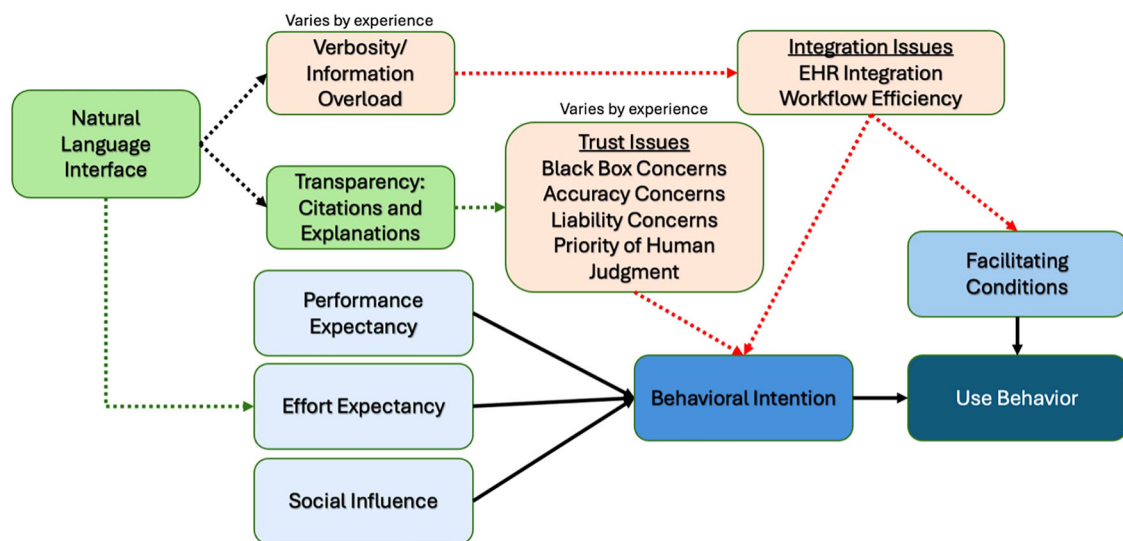 Varies by experience
Verbosity/
Information
Overload
Integration Issues
EHR Integration
Workflow Efficiency
Natural
Language
Interface
Varies by experience
Trust Issues
Black Box Concerns
Accuracy Concerns
Liability Concerns
Priority of Human
Judgment
Transparency:
Citations and
Explanations
Facilitating
Conditions
Performance
Expectancy
Effort Expectancy
Behavioral Intention
Use Behavior
Social Influence